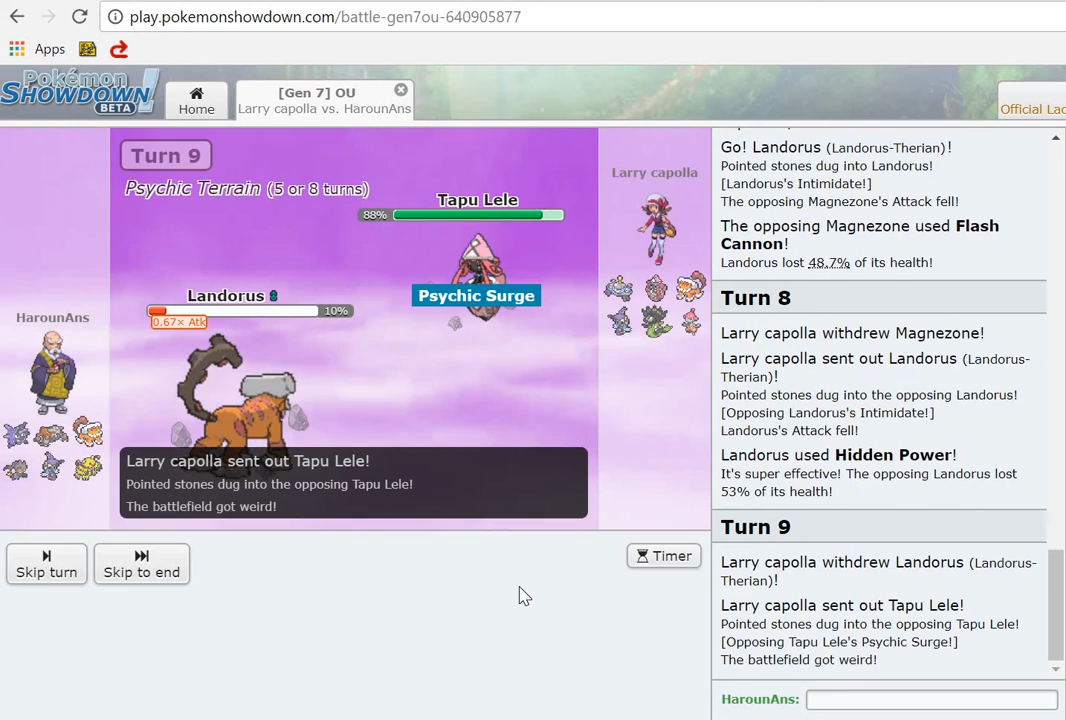 play.pokemonshowdown.com/battle-gen7ou-640905877
Apps
Pokémon
SHOWDOWN!
BETA
Home
[Gen 7] OU
Larry capolla vs. HarounAns
Official Lad
Turn 9
Psychic Terrain (5 or 8 turns)
Tapu Lele
88%
Psychic Surge
Landorus
10%
0.67× Atk
HarounAns
Larry capolla
Larry capolla sent out Tapu Lele!
Pointed stones dug into the opposing Tapu Lele!
The battlefield got weird!
Skip turn
Skip to end
Timer
Go! Landorus (Landorus-Therian)!
Pointed stones dug into Landorus!
[Landorus's Intimidate!]
The opposing Magnezone's Attack fell!
The opposing Magnezone used Flash
Cannon!
Landorus lost 48.7% of its health!
Turn 8
Larry capolla withdrew Magnezone!
Larry capolla sent out Landorus (Landorus-
Therian)!
Pointed stones dug into the opposing Landorus!
[Opposing Landorus's Intimidate!]
Landorus's Attack fell!
Landorus used Hidden Power!
It's super effective! The opposing Landorus lost
53% of its health!
Turn 9
Larry capolla withdrew Landorus (Landorus-
Therian)!
Larry capolla sent out Tapu Lele!
Pointed stones dug into the opposing Tapu Lele!
[Opposing Tapu Lele's Psychic Surge!]
The battlefield got weird!
HarounAns: